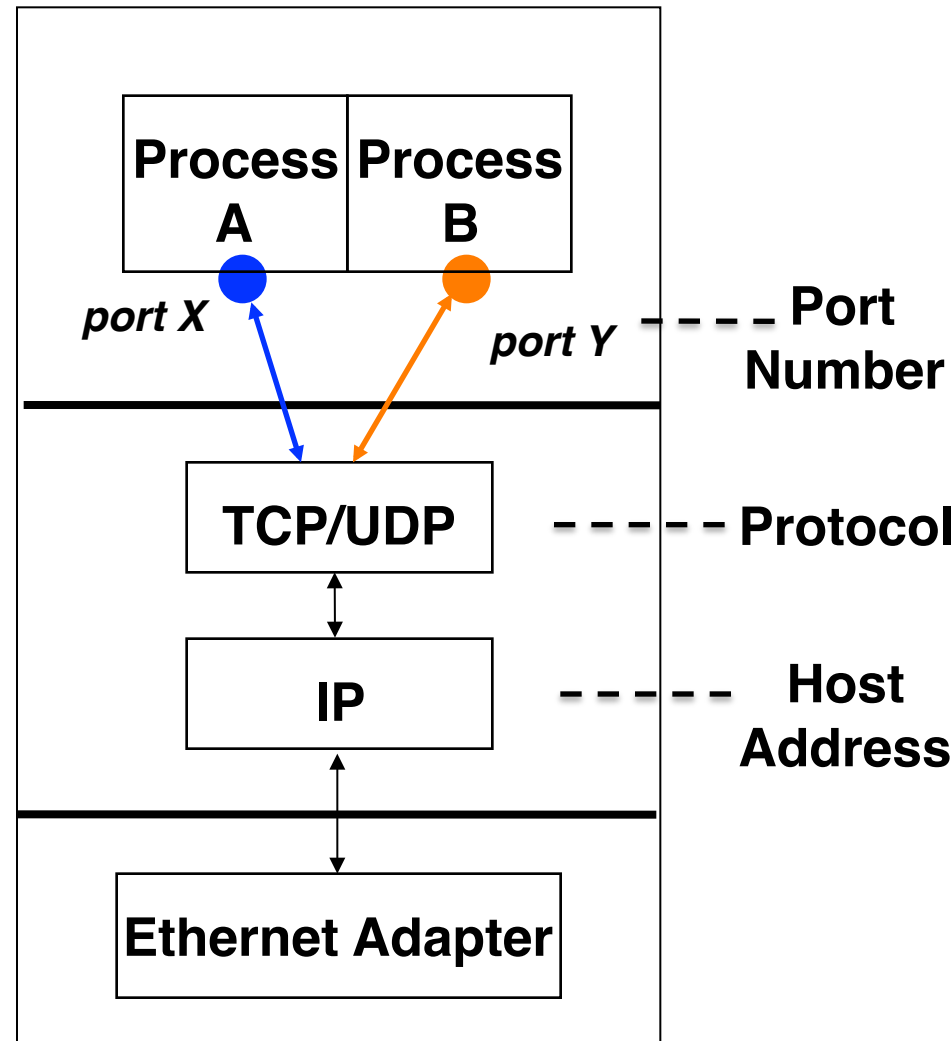 Process
A
Process
B
port X
port Y
Port
Number
TCP/UDP
Protocol
IP
Host
Address
Ethernet Adapter